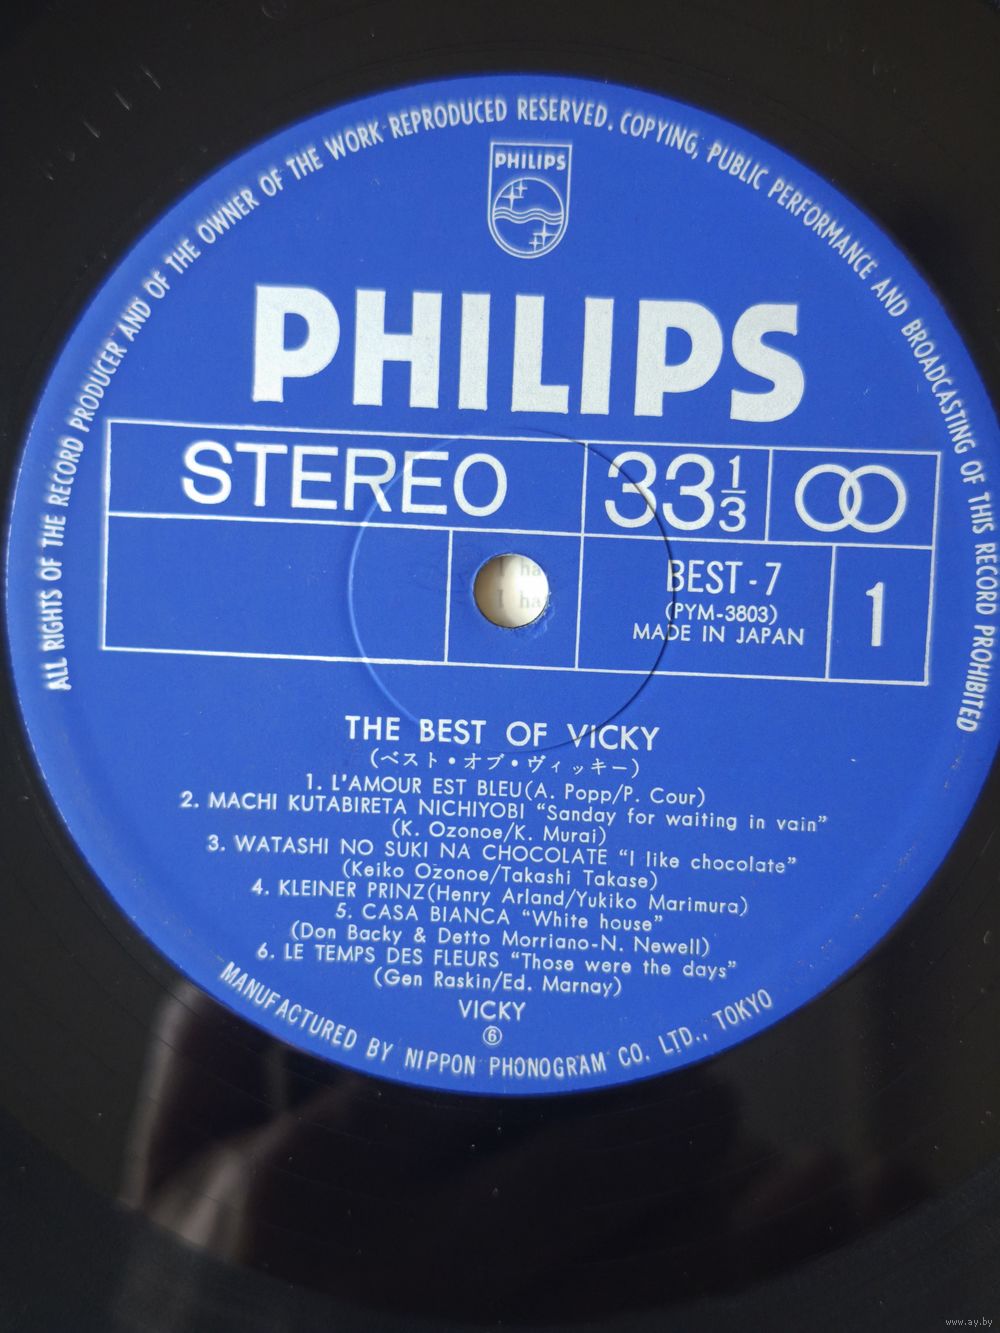 ALL RIGHTS OF THE RECORD PRODUCER AND OF THE OWNER OF THE WORK REPRODUCED RESERVED. COPYING, PUBLIC PERFORMANCE AND BROADCASTING OF THIS RECORD PROHIBITED
PHILIPS
PHILIPS
STEREO 33 1/3
BEST-7
(PYM-3803)
MADE IN JAPAN
1
THE BEST OF VICKY
(ベスト・オブ・ヴィッキー)
1. L'AMOUR EST BLEU(A. Popp/P. Cour)
2. MACHI KUTABIRETA NICHIYOBI "Sanday for waiting in vain"
(K. Ozonoe/K. Murai)
3. WATASHI NO SUKI NA CHOCOLATE "I like chocolate"
(Keiko Ozonoe/Takashi Takase)
4. KLEINER PRINZ(Henry Arland/Yukiko Marimura)
5. CASA BIANCA "White house"
(Don Backy & Detto Morriano-N. Newell)
6. LE TEMPS DES FLEURS "Those were the days"
(Gen Raskin/Ed. Marnay)
VICKY
⑥
MANUFACTURED BY NIPPON PHONOGRAM CO. LTD., TOKYO
www.ay.by